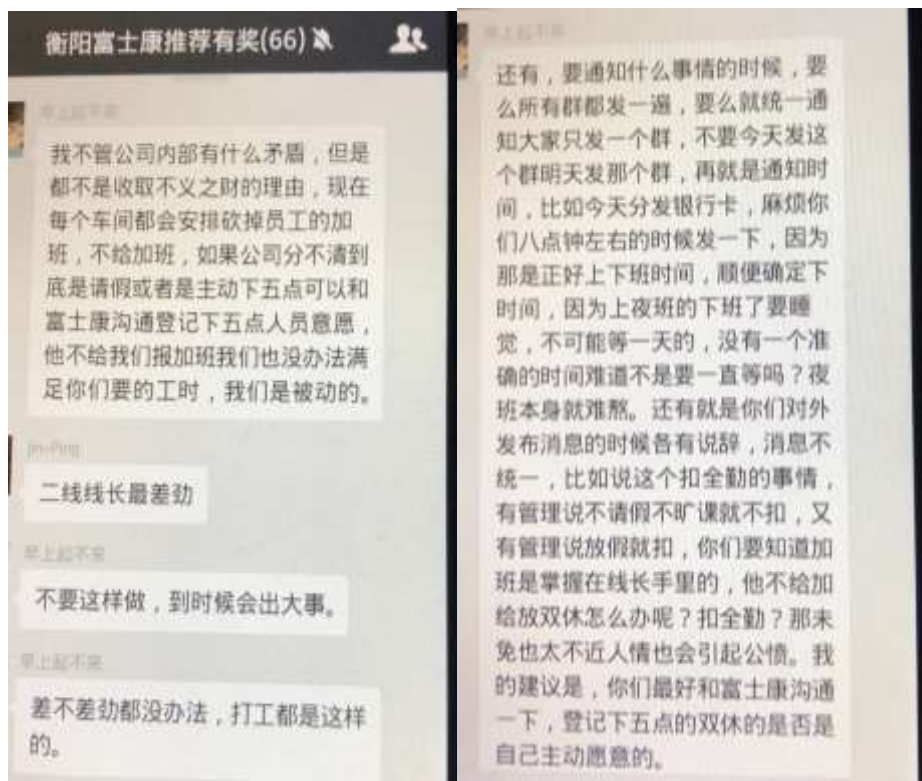 衡阳富士康推荐有奖(66)
早上起不来
我不管公司内部有什么矛盾，但是
都不是收取不义之财的理由，现在
每个车间都会安排砍掉员工的加
班，不给加班，如果公司分不清到
底是请假或者是主动下五点可以和
富士康沟通登记下五点人员意愿，
他不给我们报加班我们也没办法满
足你们要的工时，我们是被动的。
jin-Ping
二线线长最差劲
早上起不来
不要这样做，到时候会出大事。
早上起不来
差不差劲都没办法，打工都是这样
的。
早上起不来
还有，要通知什么事情的时候，要
么所有群都发一遍，要么就统一通
知大家只发一个群，不要今天发这
个群明天发那个群，再就是通知时
间，比如今天分发银行卡，麻烦你
们八点钟左右的时候发一下，因为
那是正好上下班时间，顺便确定下
时间，因为上夜班的下班了要睡
觉，不可能等一天的，没有一个准
确的时间难道不是要一直等吗？夜
班本身就难熬。还有就是你们对外
发布消息的时候各有说辞，消息不
统一，比如说这个扣全勤的事情，
有管理说不请假不旷课就不扣，又
有管理说放假就扣，你们要知道加
班是掌握在线长手里的，他不给加
给放双休怎么办呢？扣全勤？那未
免也太不近人情也会引起公愤。我
的建议是，你们最好和富士康沟通
一下，登记下五点的双休的是否是
自己主动愿意的。